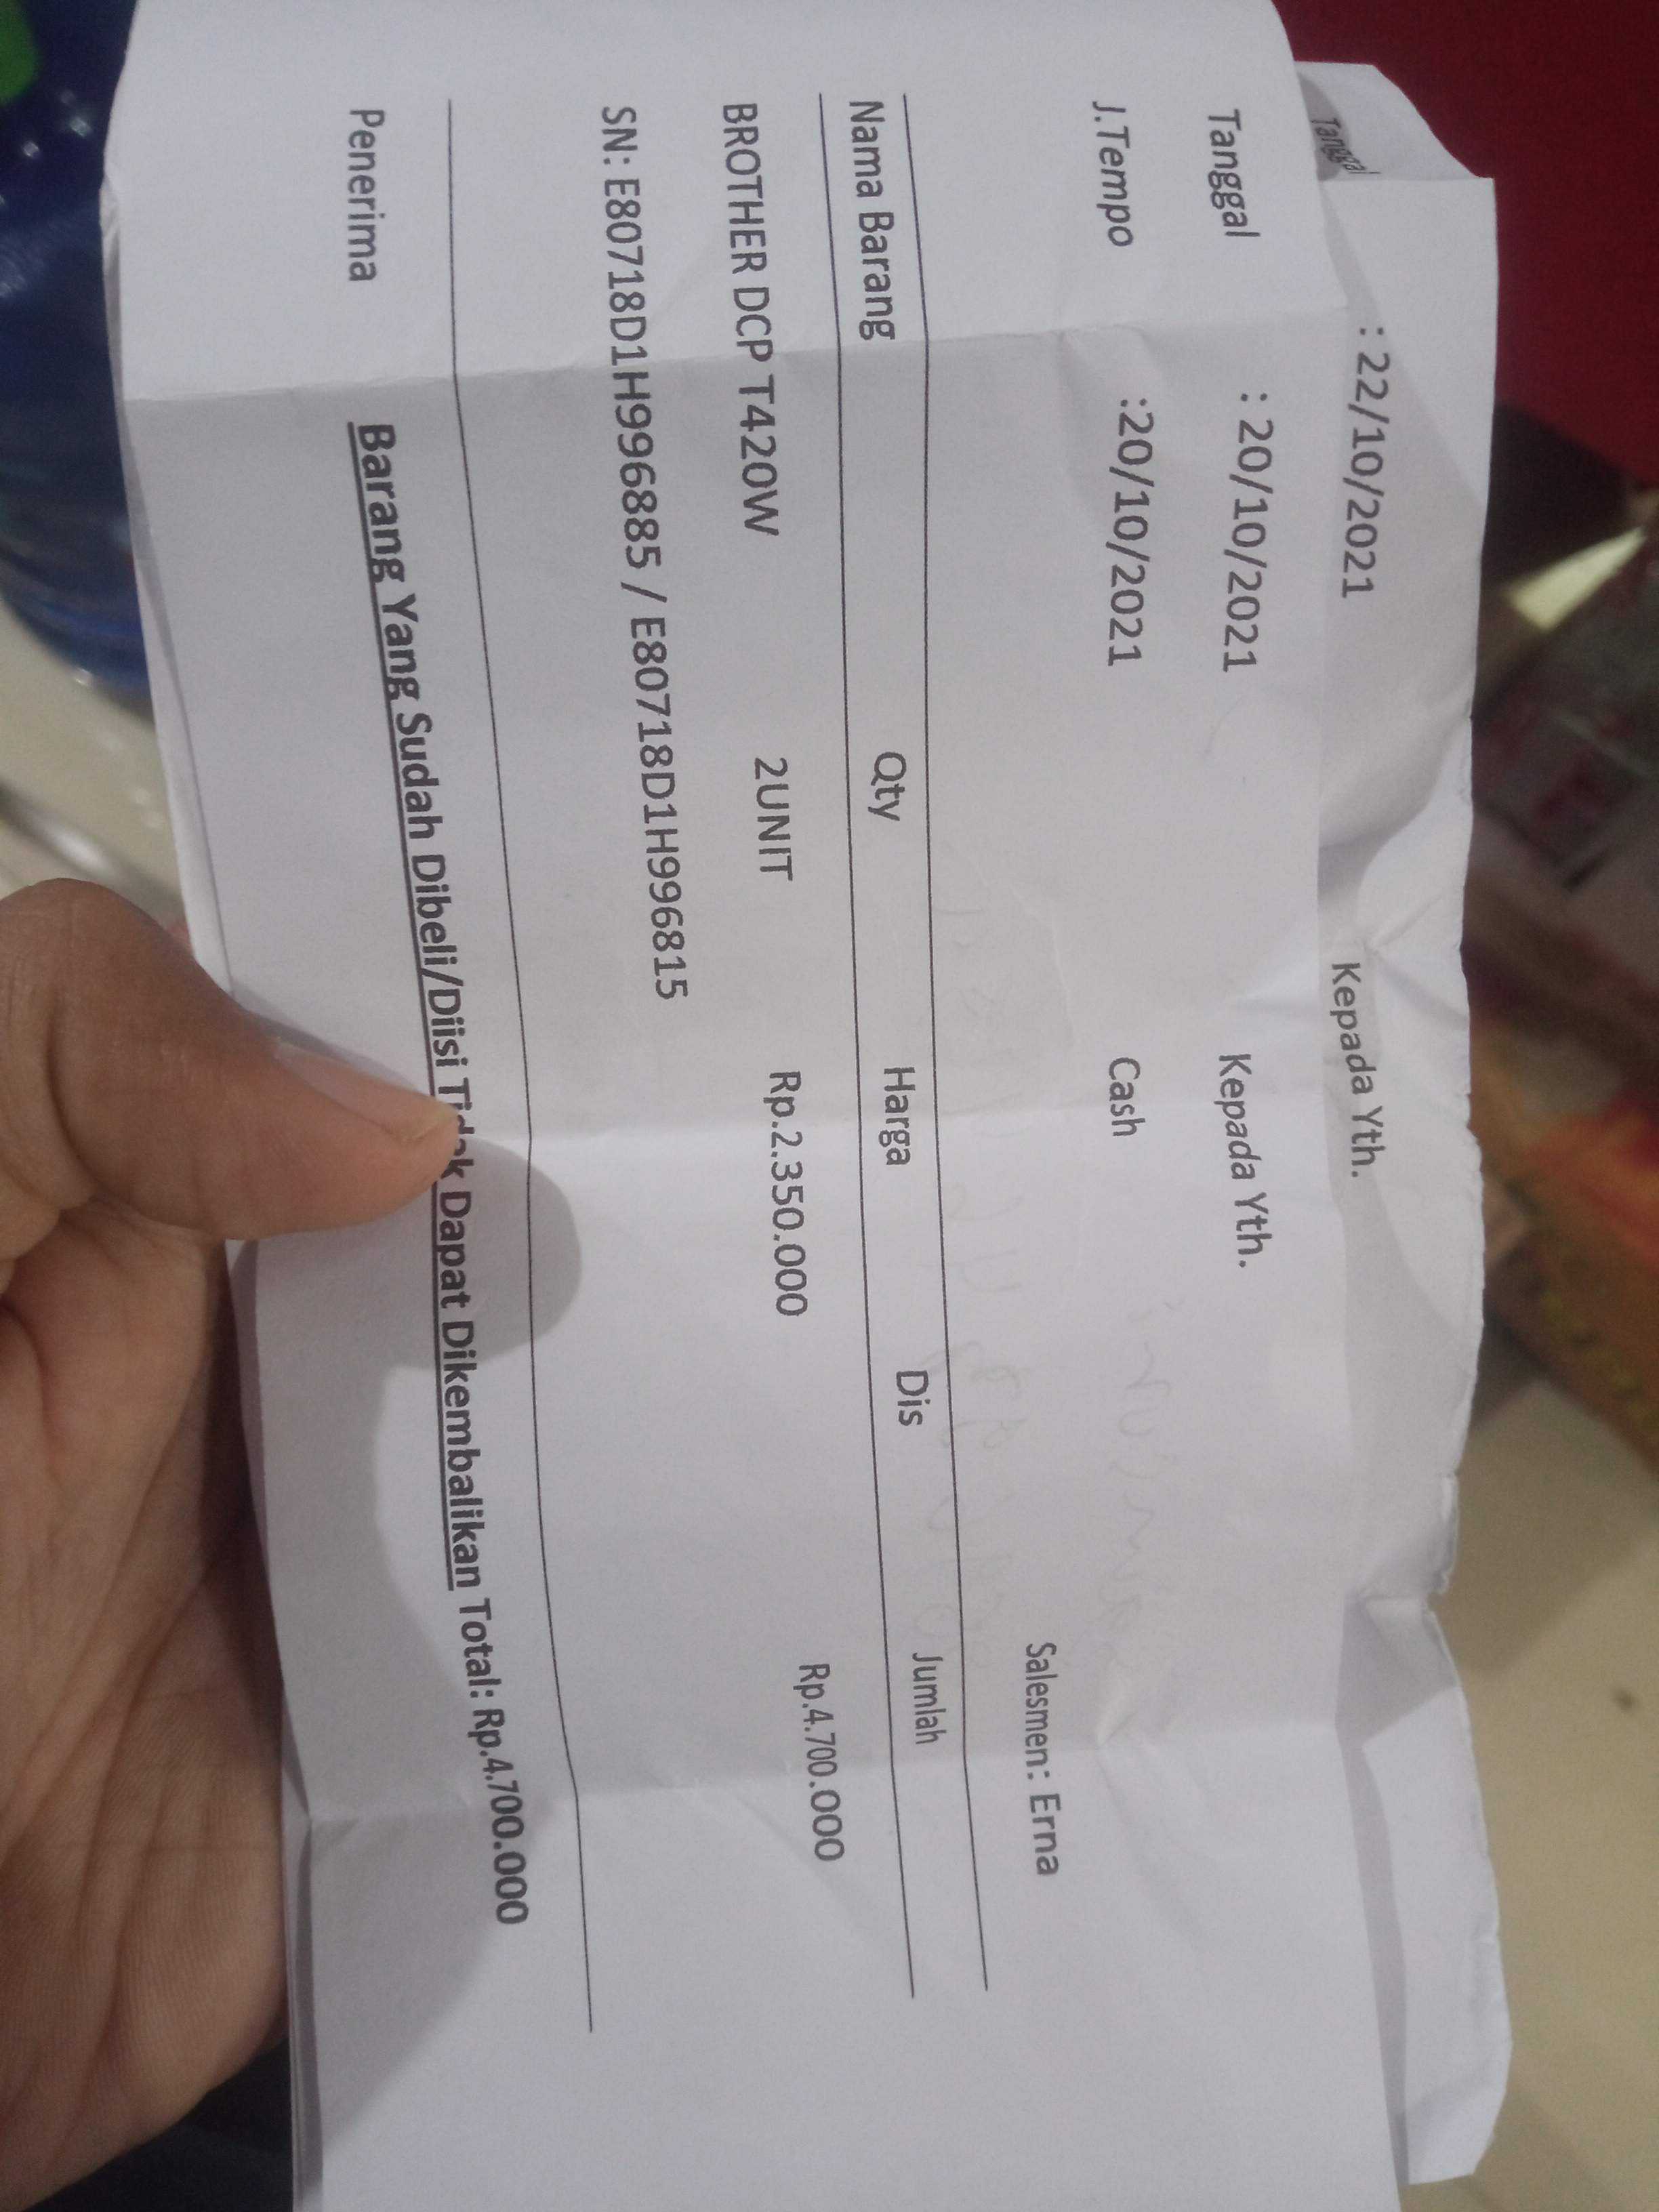 Tanggal : 22/10/2021 Kepada Yth.
Tanggal : 20/10/2021 Kepada Yth.
J.Tempo :20/10/2021 Cash
Salesmen: Erna
Nama Barang Qty Harga Dis Jumlah
BROTHER DCP T420W 2UNIT Rp.2.350.000 Rp.4.700.000
SN: E80718D1H996885 / E80718D1H996815
Penerima Barang Yang Sudah Dibeli/Diisi Tidak Dapat Dikembalikan Total: Rp.4.700.000